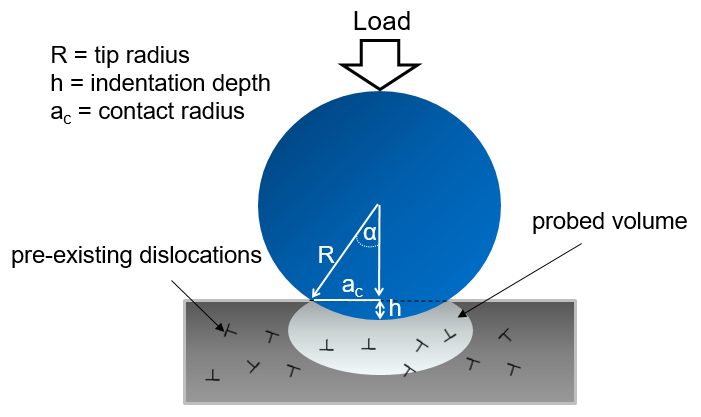 Load
R = tip radius
h = indentation depth
ac = contact radius
probed volume
α
pre-existing dislocations
R
ac
h